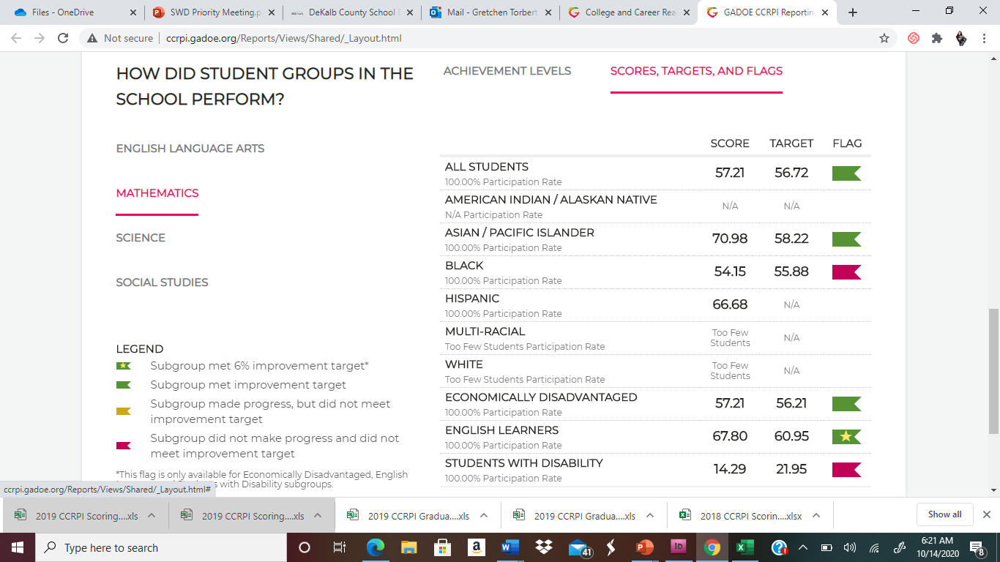 Files - OneDrive
SWD Priority Meeting.p
DeKalb County School D
Mail - Gretchen Torbert
College and Career Rea
GADOE CCRPI Reportin
Not secure
ccrpi.gadoe.org/Reports/Views/Shared/_Layout.html
HOW DID STUDENT GROUPS IN THE
SCHOOL PERFORM?
ACHIEVEMENT LEVELS
SCORES, TARGETS, AND FLAGS
ENGLISH LANGUAGE ARTS
MATHEMATICS
SCIENCE
SOCIAL STUDIES
LEGEND
Subgroup met 6% improvement target*
Subgroup met improvement target
Subgroup made progress, but did not meet
improvement target
Subgroup did not make progress and did not
meet improvement target
*This flag is only available for Economically Disadvantaged, English
with Disability subgroups.
SCORE TARGET FLAG
ALL STUDENTS 57.21 56.72
100.00% Participation Rate
AMERICAN INDIAN / ALASKAN NATIVE N/A N/A
N/A Participation Rate
ASIAN / PACIFIC ISLANDER 70.98 58.22
100.00% Participation Rate
BLACK 54.15 55.88
100.00% Participation Rate
HISPANIC 66.68 N/A
100.00% Participation Rate
MULTI-RACIAL Too Few Students N/A
Too Few Students Participation Rate
WHITE Too Few Students N/A
Too Few Students Participation Rate
ECONOMICALLY DISADVANTAGED 57.21 56.21
100.00% Participation Rate
ENGLISH LEARNERS 67.80 60.95
100.00% Participation Rate
STUDENTS WITH DISABILITY 14.29 21.95
100.00% Participation Rate
ccrpi.gadoe.org/Reports/Views/Shared/_Layout.html#
2019 CCRPI Scoring....xls
2019 CCRPI Scoring....xls
2019 CCRPI Gradua....xls
2019 CCRPI Gradua....xls
2018 CCRPI Scorin....xlsx
Show all
Type here to search
41
6:21 AM
10/14/2020
8